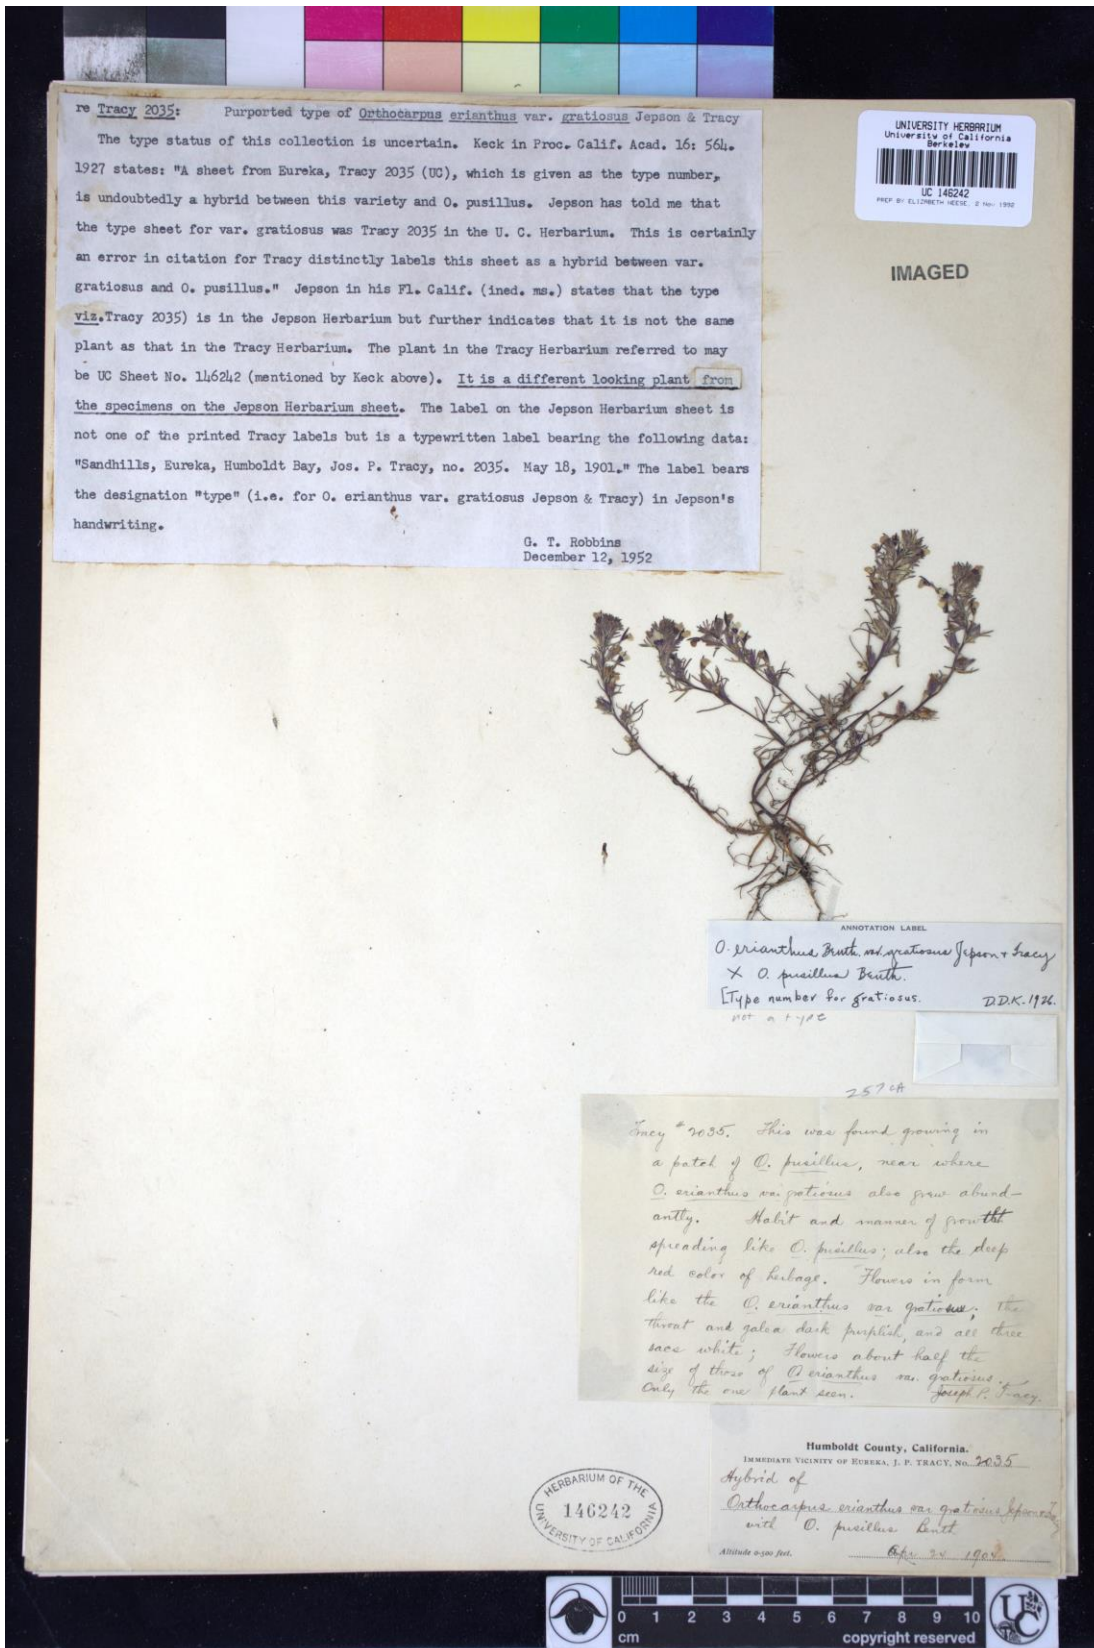 re Tracy 2035: Purported type of Orthocarpus erianthus var. gratiosus Jepson & Tracy
The type status of this collection is uncertain. Keck in Proc. Calif. Acad. 16: 564.
1927 states: "A sheet from Eureka, Tracy 2035 (UC), which is given as the type number,
is undoubtedly a hybrid between this variety and O. pusillus. Jepson has told me that
the type sheet for var. gratiosus was Tracy 2035 in the U. C. Herbarium. This is certainly
an error in citation for Tracy distinctly labels this sheet as a hybrid between var.
gratiosus and O. pusillus." Jepson in his Fl. Calif. (ined. ms.) states that the type
viz.Tracy 2035) is in the Jepson Herbarium but further indicates that it is not the same
plant as that in the Tracy Herbarium. The plant in the Tracy Herbarium referred to may
be UC Sheet No. 146242 (mentioned by Keck above). It is a different looking plant from
the specimens on the Jepson Herbarium sheet. The label on the Jepson Herbarium sheet is
not one of the printed Tracy labels but is a typewritten label bearing the following data:
"Sandhills, Eureka, Humboldt Bay, Jos. P. Tracy, no. 2035. May 18, 1901." The label bears
the designation "type" (i.e. for O. erianthus var. gratiosus Jepson & Tracy) in Jepson's
handwriting.
G. T. Robbins
December 12, 1952
UNIVERSITY HERBARIUM
University of California
Berkeley
UC 146242
PREP BY ELIZABETH NEESE, 2 Nov 1992
IMAGED
ANNOTATION LABEL
O. erianthus Benth. var. gratiosus Jepson + Tracy
X O. pusillus Benth.
[Type number for gratiosus. D.D.K. 1926.
not a type
Tracy # 2035. This was found growing in
a patch of O. pusillus, near where
O. erianthus var gratiosus also grew abund-
antly. Habit and manner of growth
spreading like O. pusillus; also the deep
red color of herbage. Flowers in form
like the O. erianthus var gratiosus; the
throat and galea dark purplish, and all three
sacs white; Flowers about half the
size of those of O erianthus var. gratiosus.
Only the one plant seen. Joseph P. Tracy.
Humboldt County, California.
IMMEDIATE VICINITY OF EUREKA, J. P. TRACY, No. 2035
Hybrid of
Orthocarpus erianthus var gratiosus Jepson &
with O. pusillus Benth
Altitude 0-500 feet. Apr 24 190
HERBARIUM OF THE
146242
UNIVERSITY OF CALIFORNIA
0 1 2 3 4 5 6 7 8 9 10
cm copyright reserved
UC